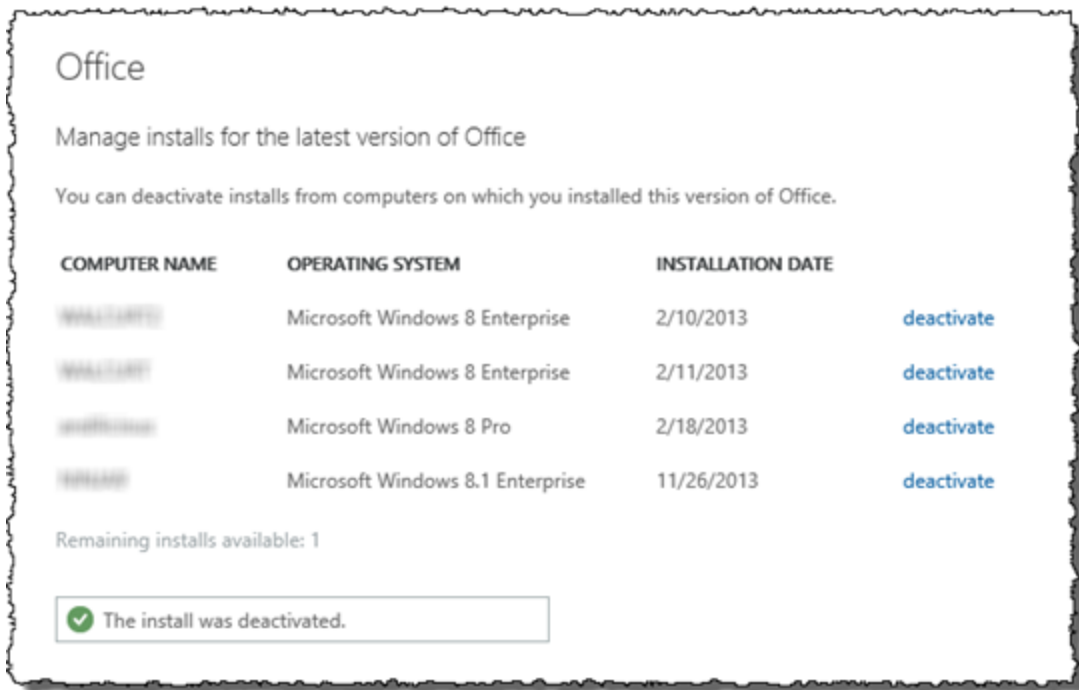 Office
Manage installs for the latest version of Office
You can deactivate installs from computers on which you installed this version of Office.
COMPUTER NAME OPERATING SYSTEM INSTALLATION DATE
Microsoft Windows 8 Enterprise 2/10/2013 deactivate
Microsoft Windows 8 Enterprise 2/11/2013 deactivate
Microsoft Windows 8 Pro 2/18/2013 deactivate
Microsoft Windows 8.1 Enterprise 11/26/2013 deactivate
Remaining installs available: 1
The install was deactivated.